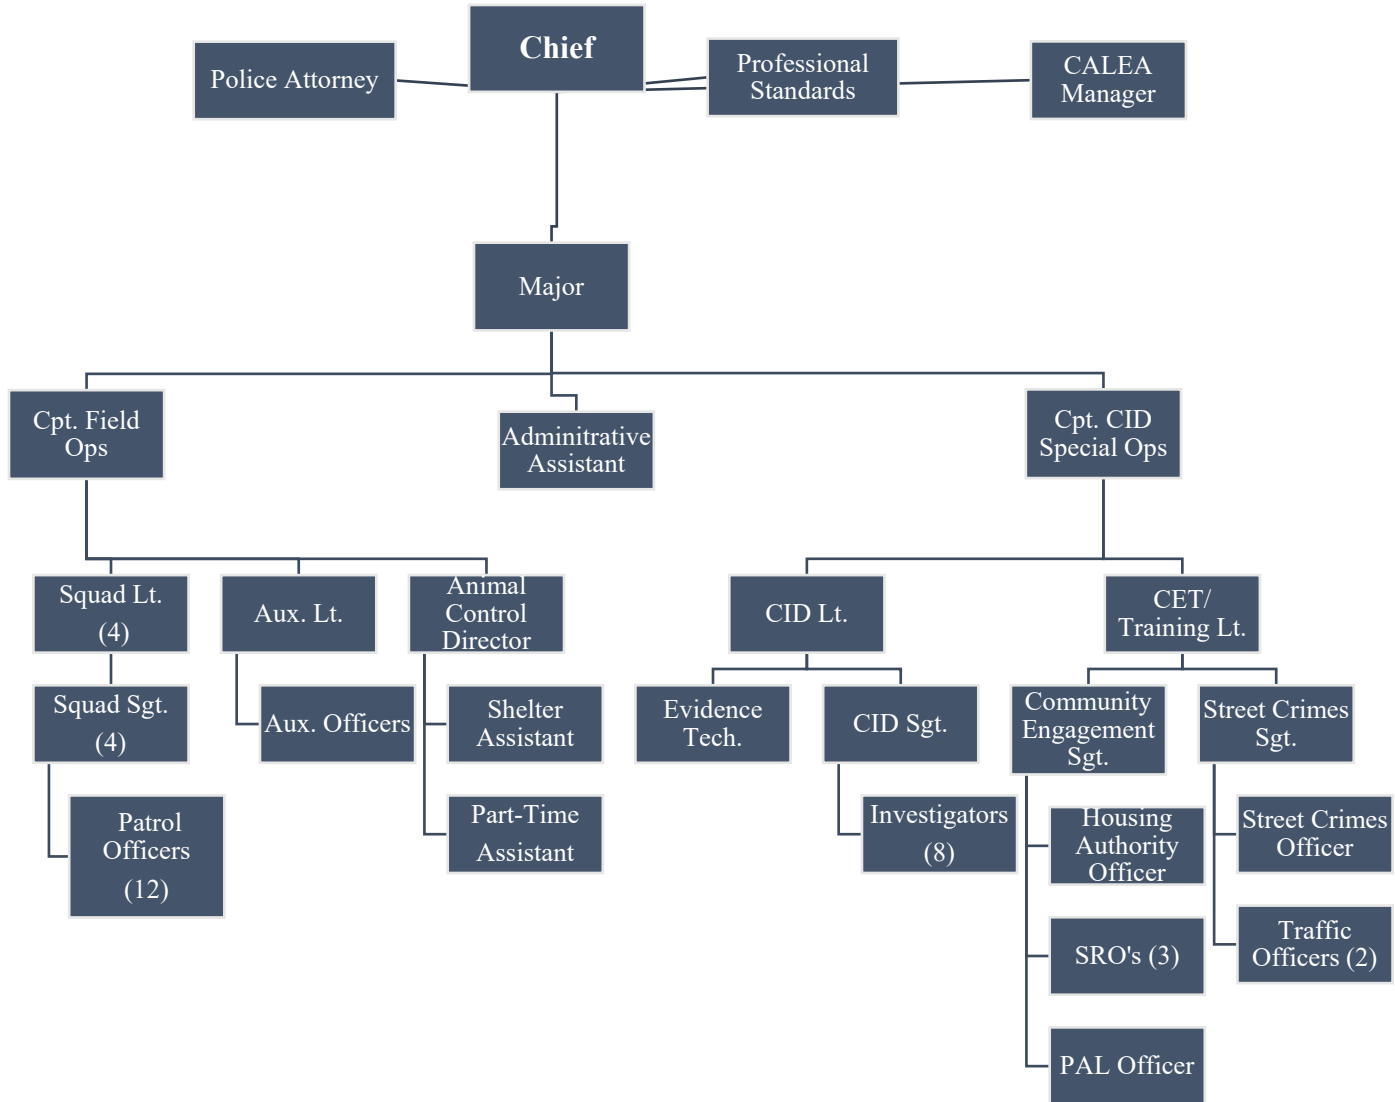 Chief
Police Attorney
Professional
Standards
CALEA
Manager
Major
Cpt. Field
Ops
Adminitrative
Assistant
Cpt. CID
Special Ops
Squad Lt.
(4)
Aux. Lt.
Animal
Control
Director
CID Lt.
CET/
Training Lt.
Squad Sgt.
(4)
Aux. Officers
Shelter
Assistant
Evidence
Tech.
CID Sgt.
Community
Engagement
Sgt.
Street Crimes
Sgt.
Patrol
Officers
(12)
Part-Time
Assistant
Investigators
(8)
Housing
Authority
Officer
Street Crimes
Officer
SRO's (3)
Traffic
Officers (2)
PAL Officer